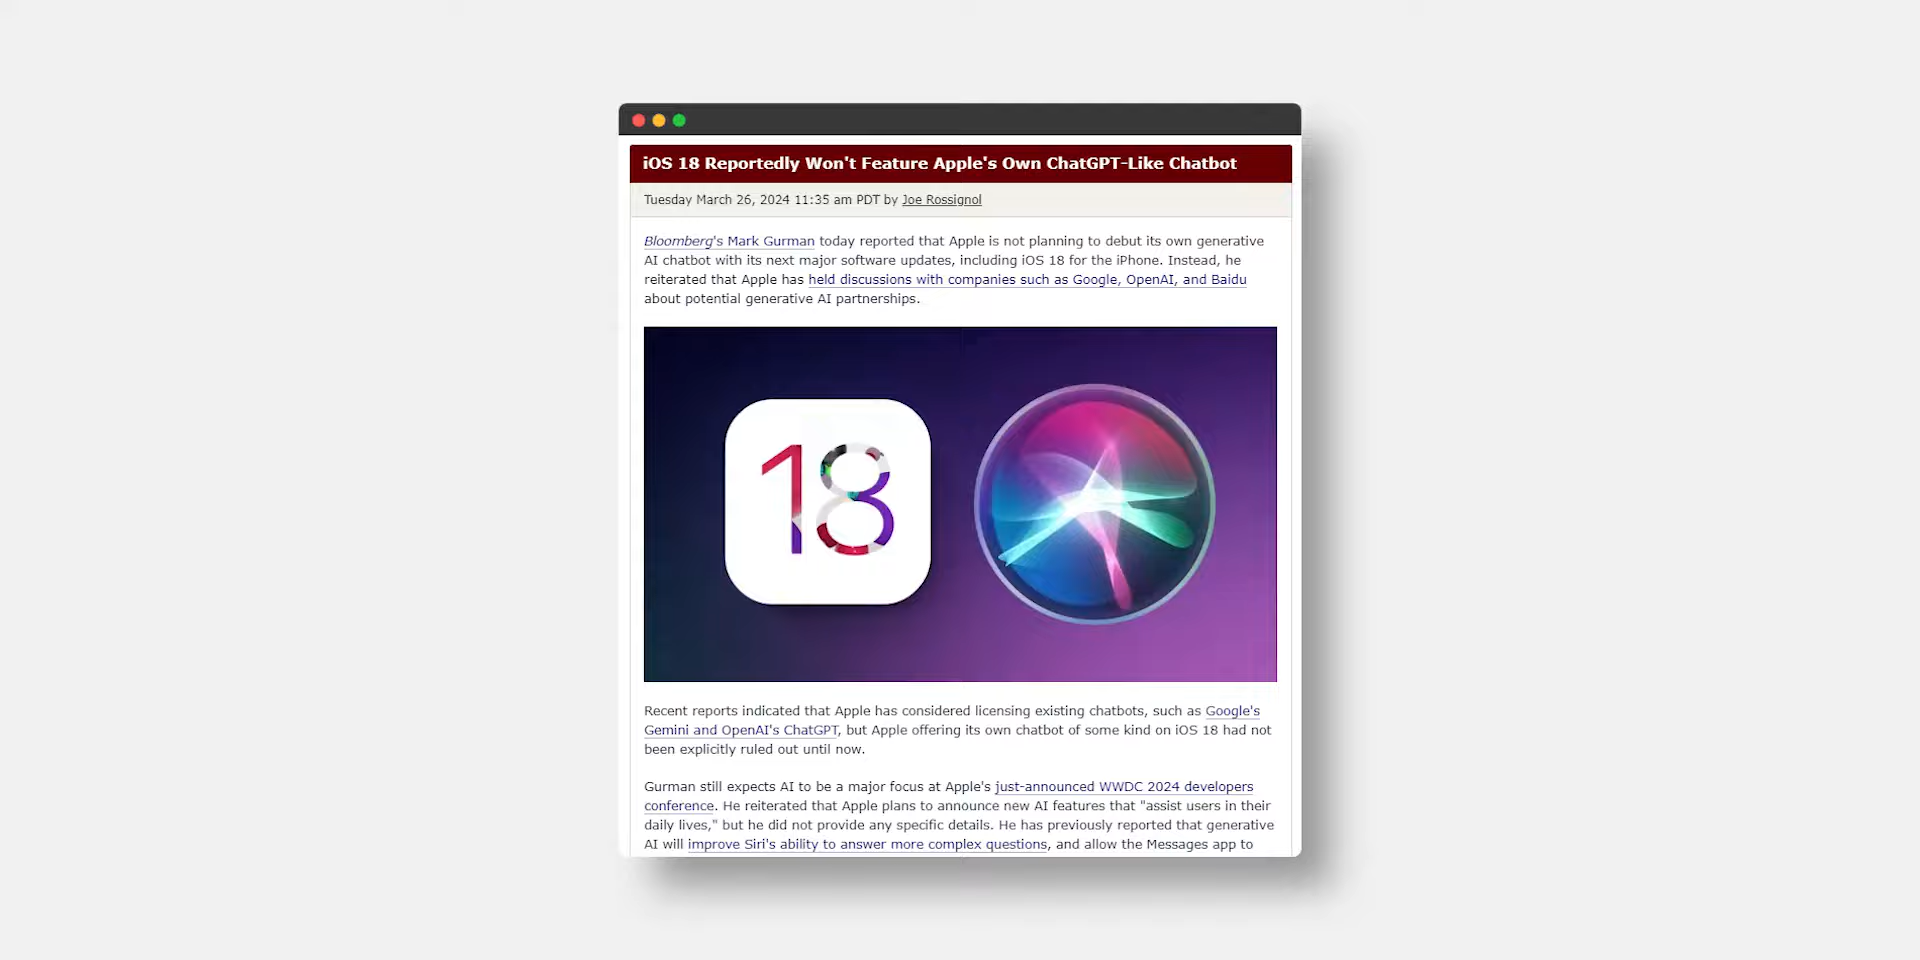 iOS 18 Reportedly Won't Feature Apple's Own ChatGPT-Like Chatbot
Tuesday March 26, 2024 11:35 am PDT by Joe Rossignol
Bloomberg's Mark Gurman today reported that Apple is not planning to debut its own generative
AI chatbot with its next major software updates, including iOS 18 for the iPhone. Instead, he
reiterated that Apple has held discussions with companies such as Google, OpenAI, and Baidu
about potential generative AI partnerships.
18
Recent reports indicated that Apple has considered licensing existing chatbots, such as Google's
Gemini and OpenAI's ChatGPT, but Apple offering its own chatbot of some kind on iOS 18 had not
been explicitly ruled out until now.
Gurman still expects AI to be a major focus at Apple's just-announced WWDC 2024 developers
conference. He reiterated that Apple plans to announce new AI features that "assist users in their
daily lives," but he did not provide any specific details. He has previously reported that generative
AI will improve Siri's ability to answer more complex questions, and allow the Messages app to